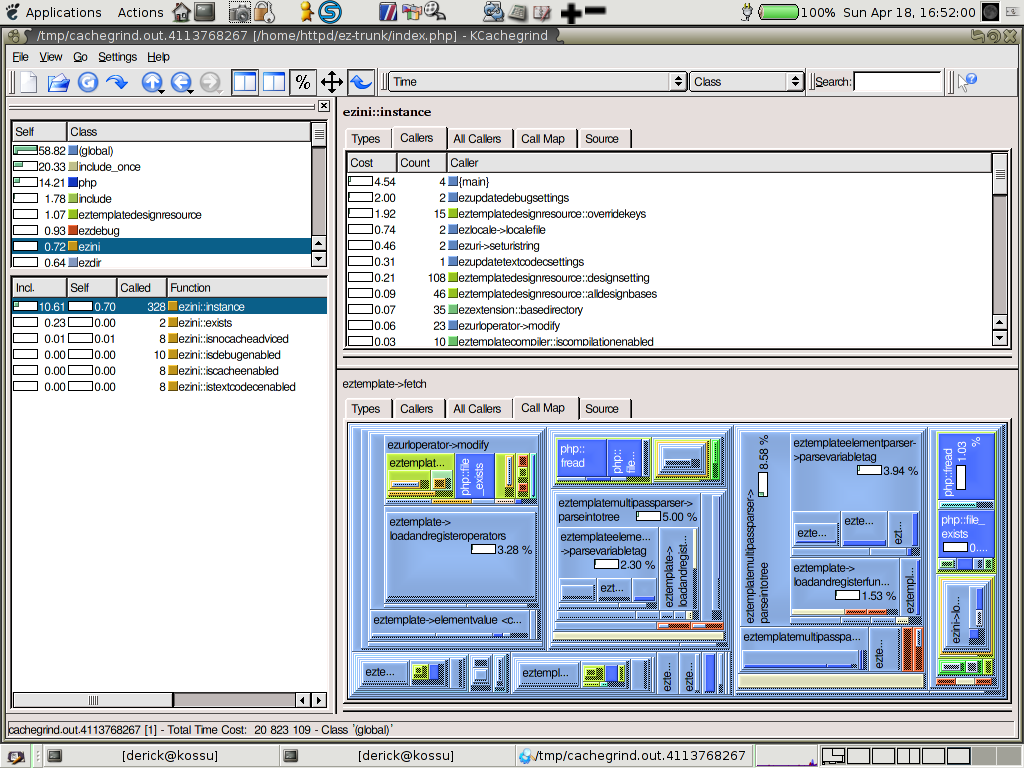 Applications Actions 100% Sun Apr 18, 16:52:00
/tmp/cachegrind.out.4113768267 [/home/httpd/ez-trunk/index.php] - KCachegrind
File View Go Settings Help
% Time Class Search:
Self Class
58.82 (global)
20.33 include_once
14.21 php
1.78 include
1.07 eztemplatedesignresource
0.93 ezdebug
0.72 ezini
0.64 ezdir
Incl. Self Called Function
10.61 0.70 328 ezini::instance
0.23 0.00 2 ezini::exists
0.01 0.01 8 ezini::isnocacheadviced
0.00 0.00 10 ezini::isdebugenabled
0.00 0.00 8 ezini::iscacheenabled
0.00 0.00 8 ezini::istextcodecenabled
ezini::instance
Types Callers All Callers Call Map Source
Cost Count Caller
4.54 4 {main}
2.00 2 ezupdatedebugsettings
1.92 15 eztemplatedesignresource::overridekeys
0.74 2 ezlocale->localefile
0.46 2 ezuri->seturistring
0.31 1 ezupdatetextcodecsettings
0.21 108 eztemplatedesignresource::designsetting
0.09 46 eztemplatedesignresource::alldesignbases
0.07 35 ezextension::basedirectory
0.06 23 ezurloperator->modify
0.03 10 eztemplatecompiler::iscompilationenabled
eztemplate->fetch
Types Callers All Callers Call Map Source
ezurloperator->modify
eztemplat...
php::file
_exists
eztemplate->
loadandregisteroperators
3.28 %
eztemplate->elementvalue <c...
php::
fread
php::
file...
eztemplatemultipassparser->
parseintotree 5.00 %
eztemplateeleme...
->parsevariabletag
2.30 %
ezt...
eztemplate->
loadandregist...
ezte...
eztempl...
ezte...
ezte...
eztemplatemultipassparser->
parseintotree
8.58 %
eztemplateelementparser-
>parsevariabletag
3.94 %
ezte...
ezte...
ezt...
eztemplate->
loadandregisterfun...
1.53 %
eztempl...
eztemplatemultipasspa...
ezte...
php::fread
1.03
%
php::file_
exists
0....
ezini->lo...
cachegrind.out.4113768267 [1] - Total Time Cost: 20 823 109 - Class '(global)'
[derick@kossu] [derick@kossu] /tmp/cachegrind.out.4113768267